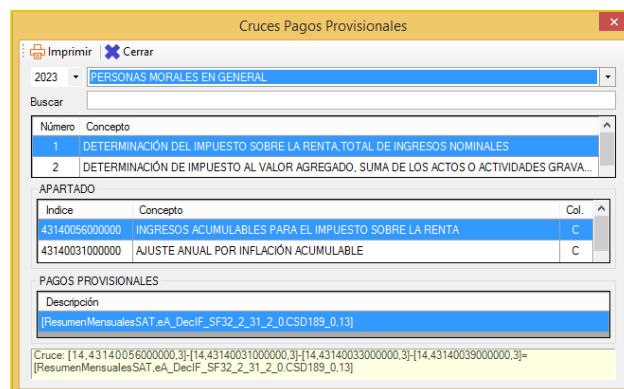 Cruces Pagos Provisionales
Imprimir Cerrar
2023 PERSONAS MORALES EN GENERAL
Buscar
Número Concepto
1 DETERMINACIÓN DEL IMPUESTO SOBRE LA RENTA,TOTAL DE INGRESOS NOMINALES
2 DETERMINACIÓN DE IMPUESTO AL VALOR AGREGADO, SUMA DE LOS ACTOS O ACTIVIDADES GRAVA...
APARTADO
Indice Concepto Col.
43140056000000 INGRESOS ACUMULABLES PARA EL IMPUESTO SOBRE LA RENTA C
43140031000000 AJUSTE ANUAL POR INFLACIÓN ACUMULABLE C
PAGOS PROVISIONALES
Descripción
[ResumenMensualesSAT,eA_DecIF_SF32_2_31_2_0.CSD189_0,13]
Cruce: [14,43140056000000,3]-[14,43140031000000,3]-[14,43140033000000,3]-[14,43140039000000,3]=
[ResumenMensualesSAT,eA_DecIF_SF32_2_31_2_0.CSD189_0,13]